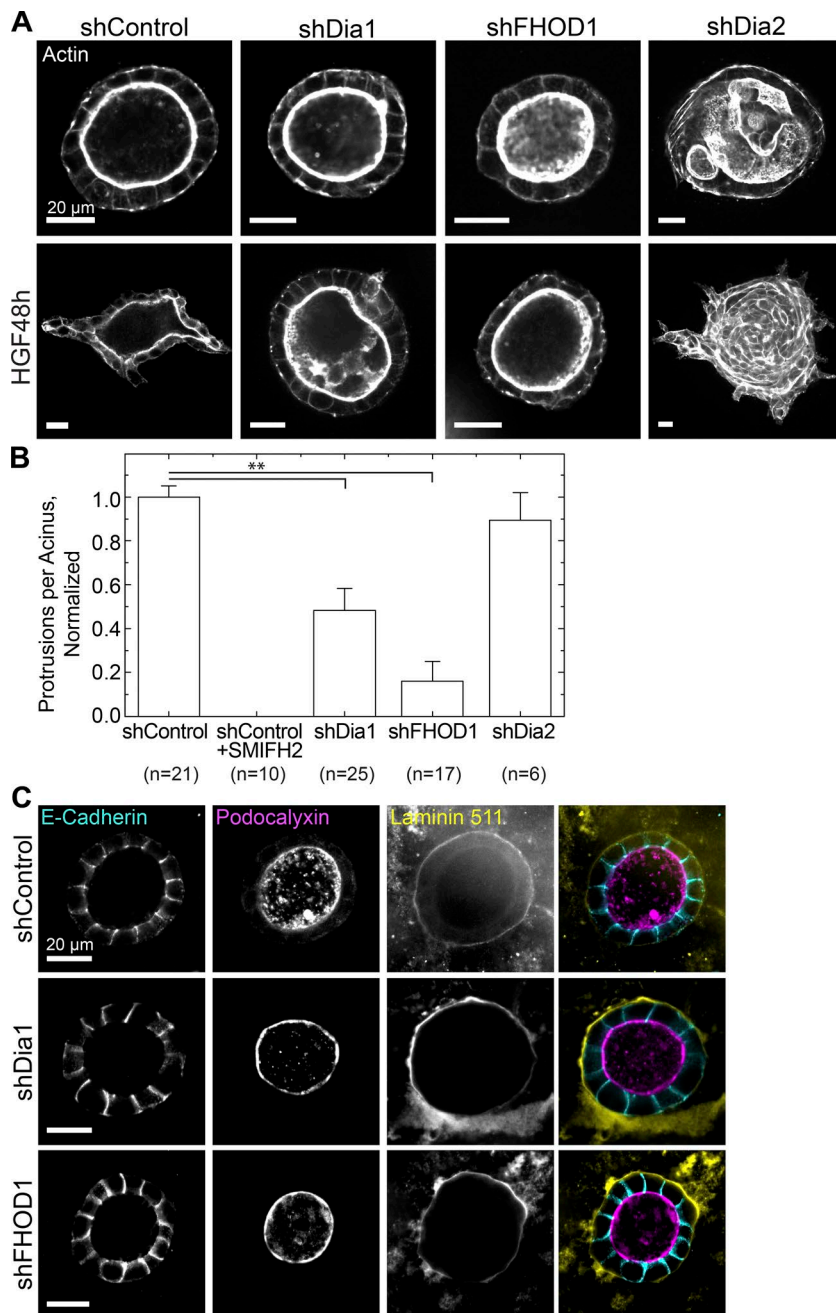 A
shControl shDia1 shFHOD1 shDia2
Actin
20 µm
HGF48h
B
Protrusions per Acinus,
Normalized
**
1.0
0.8
0.6
0.4
0.2
0.0
shControl shControl shDia1 shFHOD1 shDia2
+SMIFH2
(n=21) (n=10) (n=25) (n=17) (n=6)
C
E-Cadherin Podocalyxin Laminin 511
shControl
20 µm
shDia1
shFHOD1